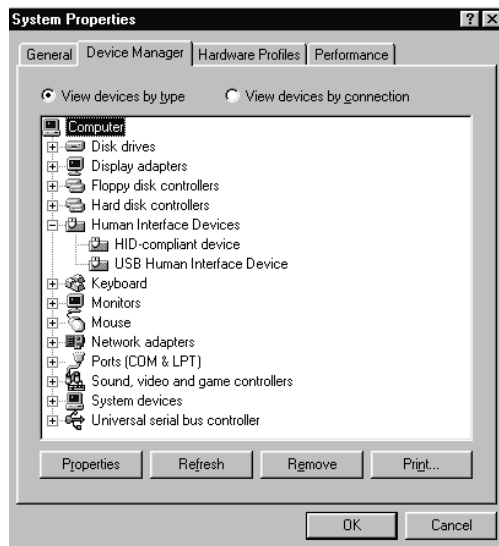 System Properties
General Device Manager Hardware Profiles Performance
View devices by type View devices by connection
Computer
Disk drives
Display adapters
Floppy disk controllers
Hard disk controllers
Human Interface Devices
HID-compliant device
USB Human Interface Device
Keyboard
Monitors
Mouse
Network adapters
Ports (COM & LPT)
Sound, video and game controllers
System devices
Universal serial bus controller
Properties Refresh Remove Print...
OK Cancel